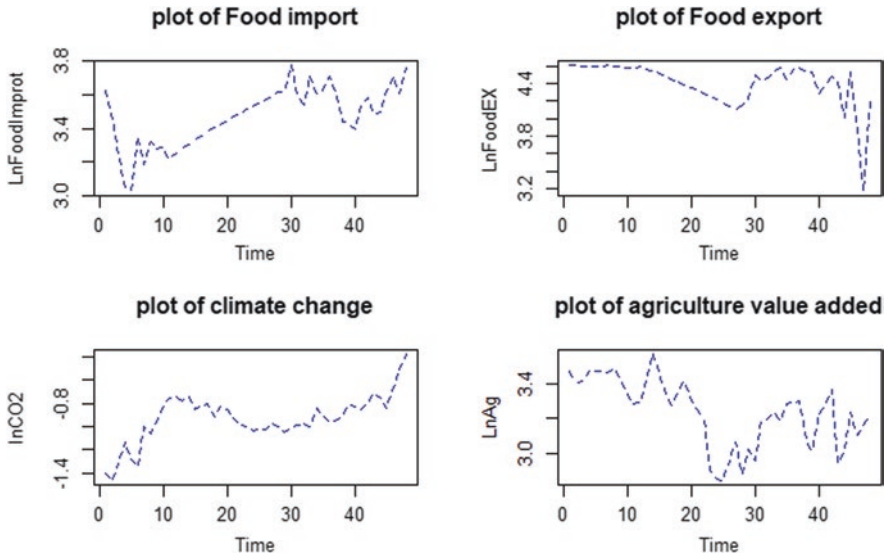 plot of Food import
LnFoodImprot
3.0 3.4 3.8
0 10 20 30 40
Time
plot of Food export
LnFoodEX
3.2 3.8 4.4
0 10 20 30 40
Time
plot of climate change
lnCO2
-1.4 -0.8
0 10 20 30 40
Time
plot of agriculture value added
LnAg
3.0 3.4
0 10 20 30 40
Time